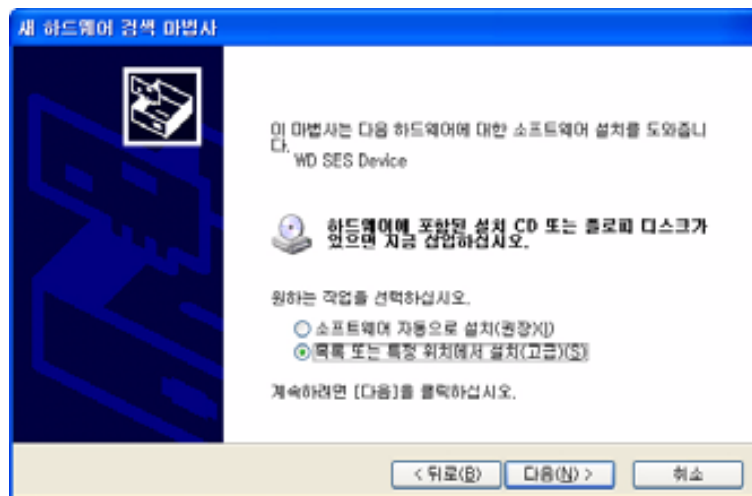 새 하드웨어 검색 마법사
이 마법사는 다음 하드웨어에 대한 소프트웨어 설치를 도와줍니
다.
WD SES Device
하드웨어에 포함된 설치 CD 또는 플로피 디스크가
있으면 지금 삽입하십시오.
원하는 작업을 선택하십시오.
소프트웨어 자동으로 설치(권장)(I)
목록 또는 특정 위치에서 설치(고급)(S)
계속하려면 [다음]을 클릭하십시오.
< 뒤로(B) 다음(N) > 취소